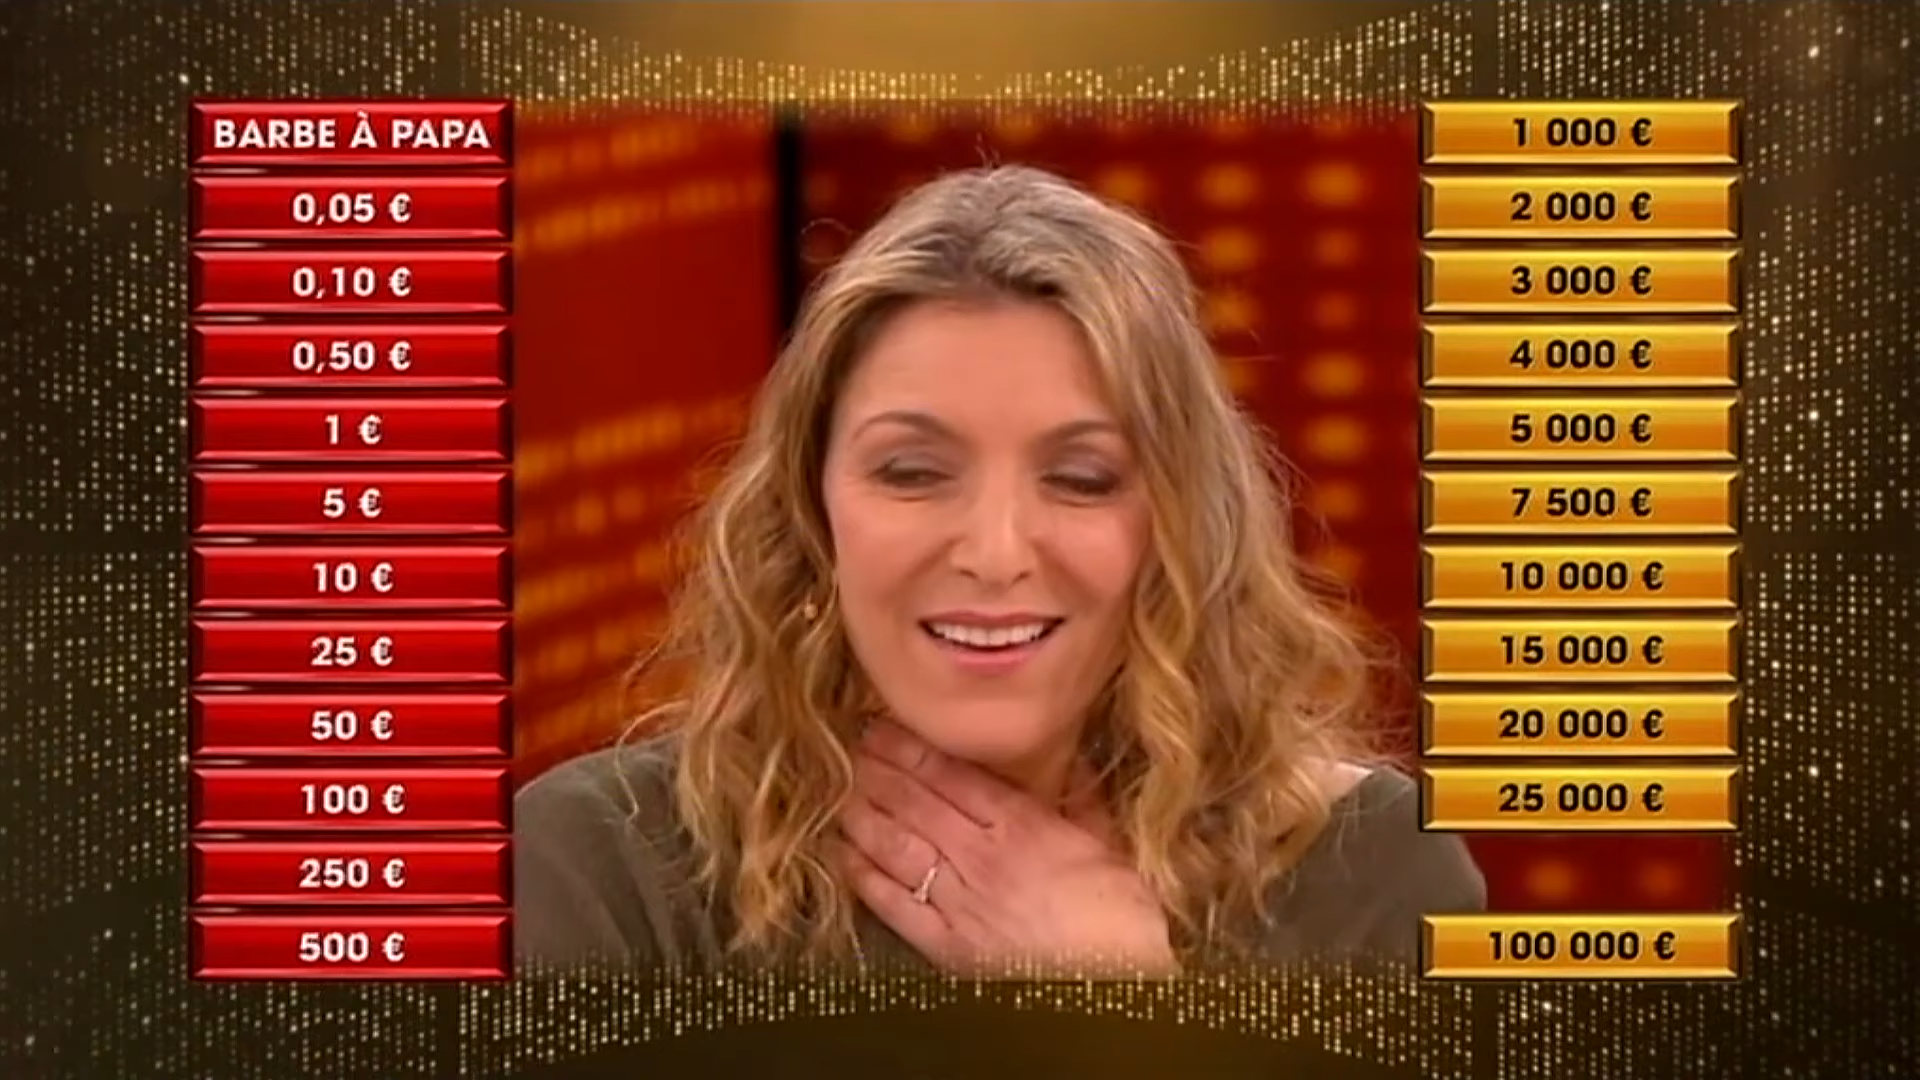 BARBE À PAPA
0,05 €
0,10 €
0,50 €
1 €
5 €
10 €
25 €
50 €
100 €
250 €
500 €
1 000 €
2 000 €
3 000 €
4 000 €
5 000 €
7 500 €
10 000 €
15 000 €
20 000 €
25 000 €
100 000 €